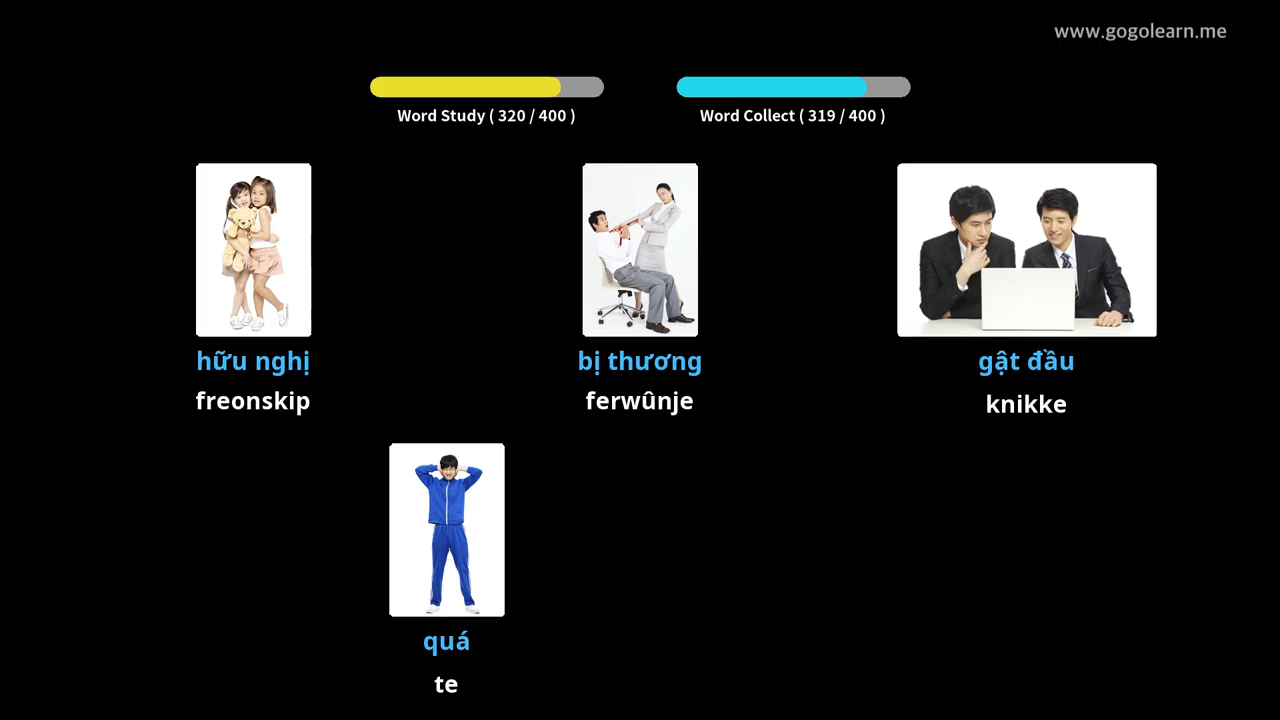 www.gogolearn.me
Word Study ( 320 / 400 )
Word Collect ( 319 / 400 )
hữu nghị
freonskip
bị thương
ferwûnje
gật đầu
knikke
quá
te